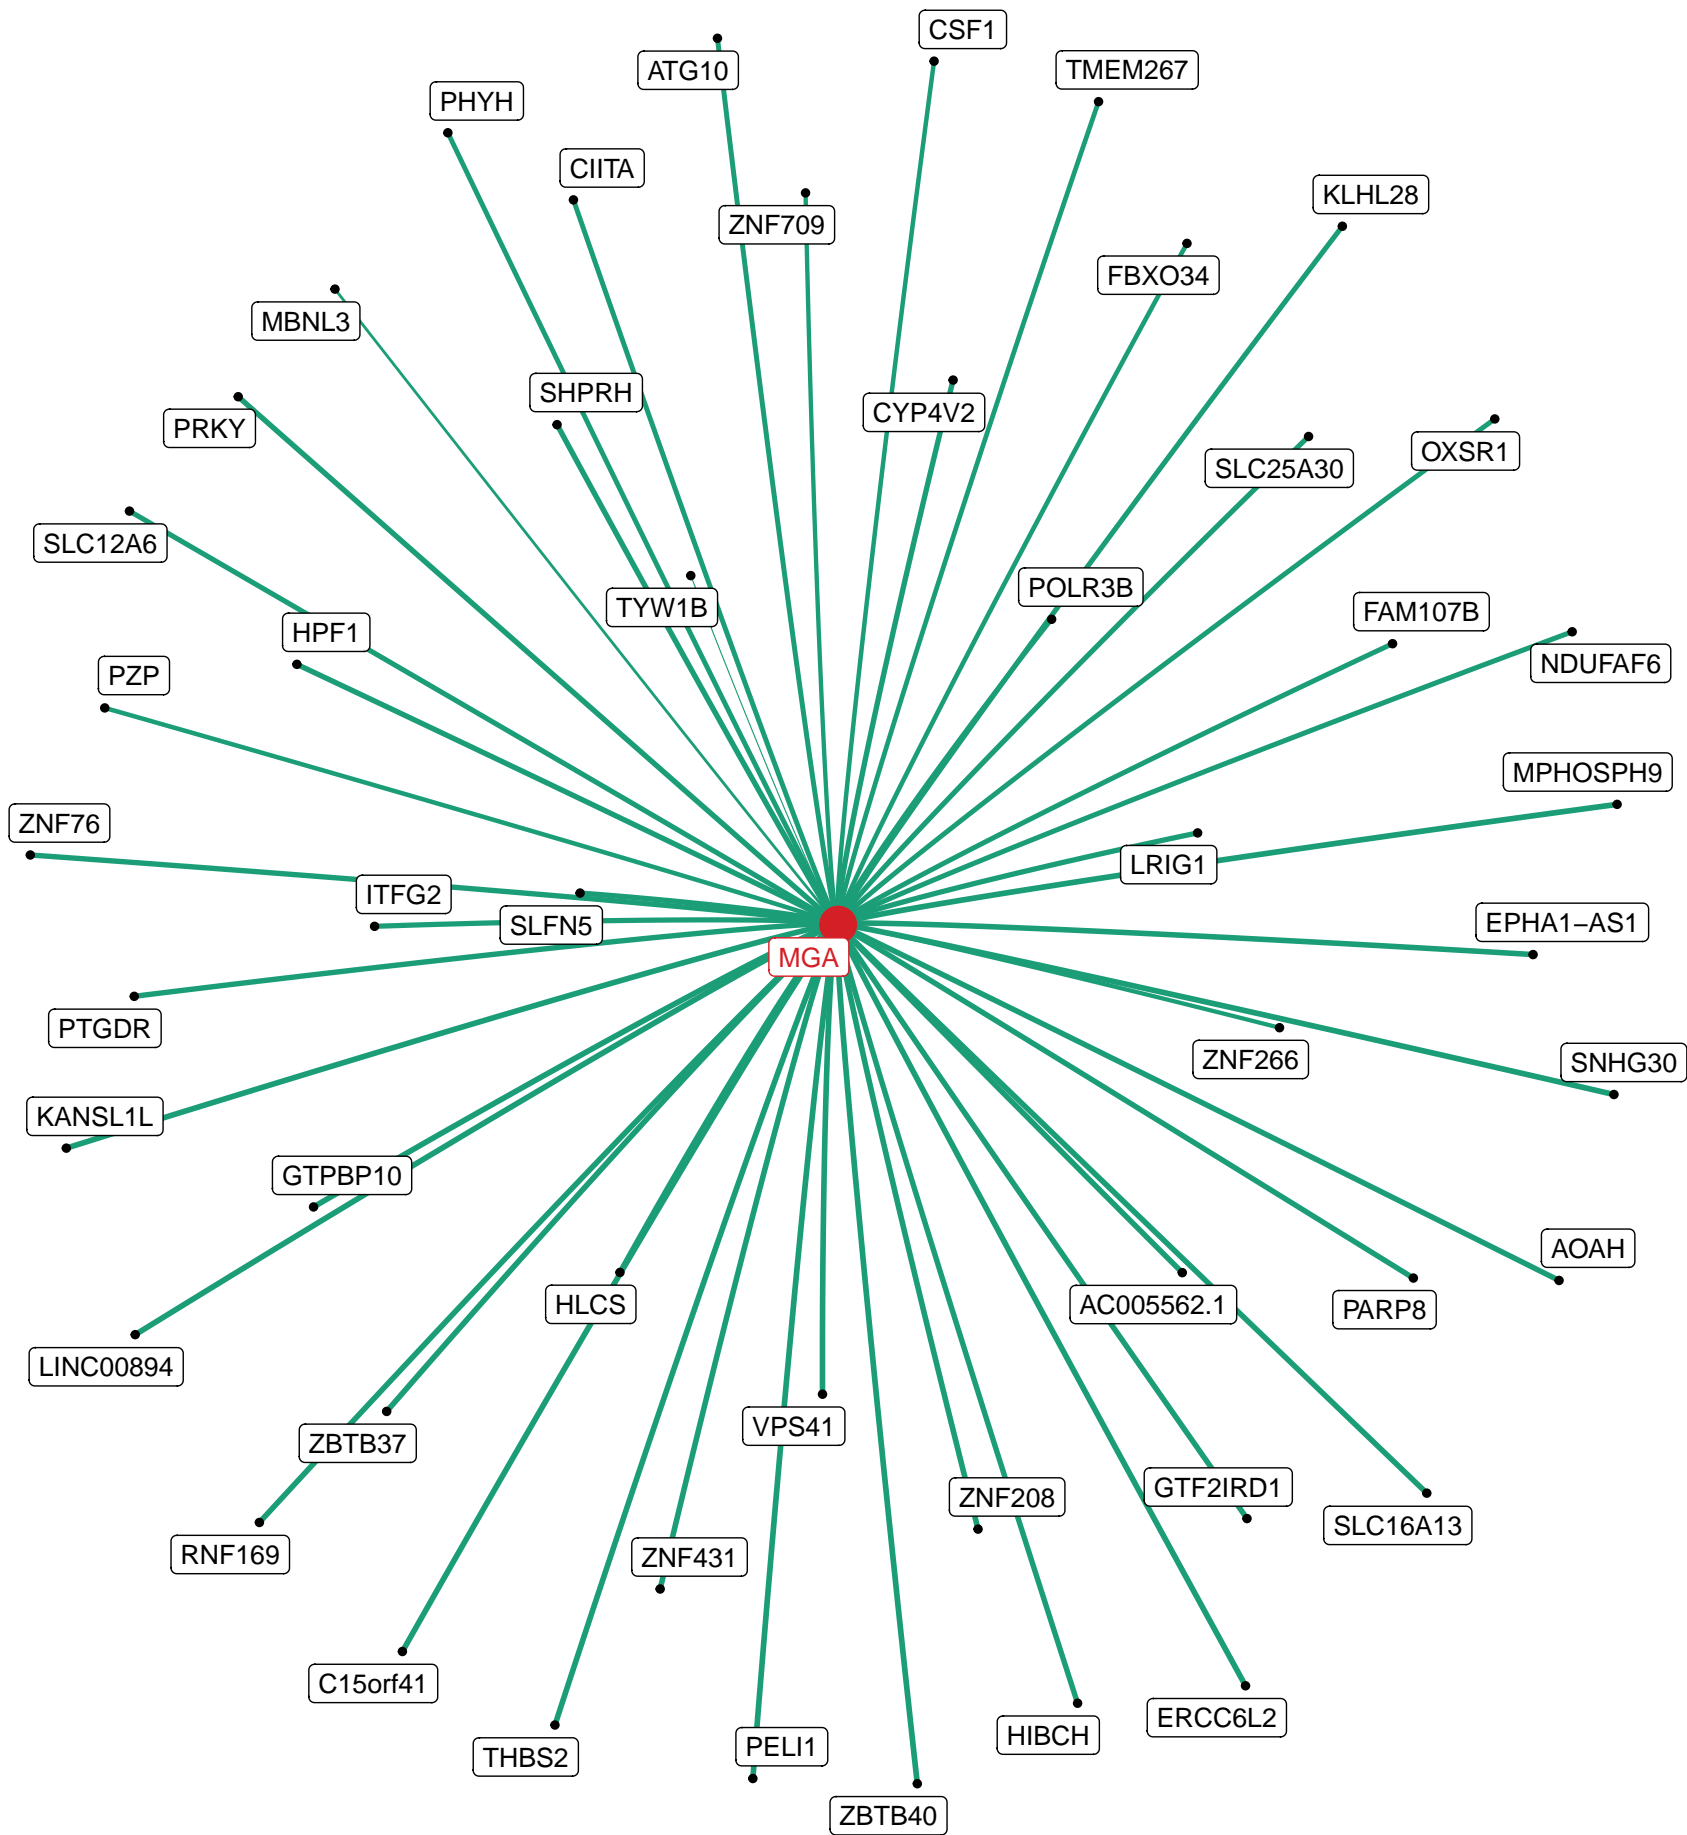 CSF1
ATG10
TMEM267
PHYH
CIITA
KLHL28
ZNF709
FBXO34
MBNL3
SHPRH
CYP4V2
PRKY
OXSR1
SLC25A30
SLC12A6
POLR3B
TYW1B
FAM107B
HPF1
NDUFAF6
PZP
MPHOSPH9
ZNF76
LRIG1
ITFG2
EPHA1–AS1
SLFN5
MGA
PTGDR
ZNF266
SNHG30
KANSL1L
GTPBP10
AOAH
HLCS
AC005562.1
PARP8
LINC00894
VPS41
ZBTB37
GTF2IRD1
ZNF208
SLC16A13
RNF169
ZNF431
C15orf41
ERCC6L2
HIBCH
PELI1
THBS2
ZBTB40